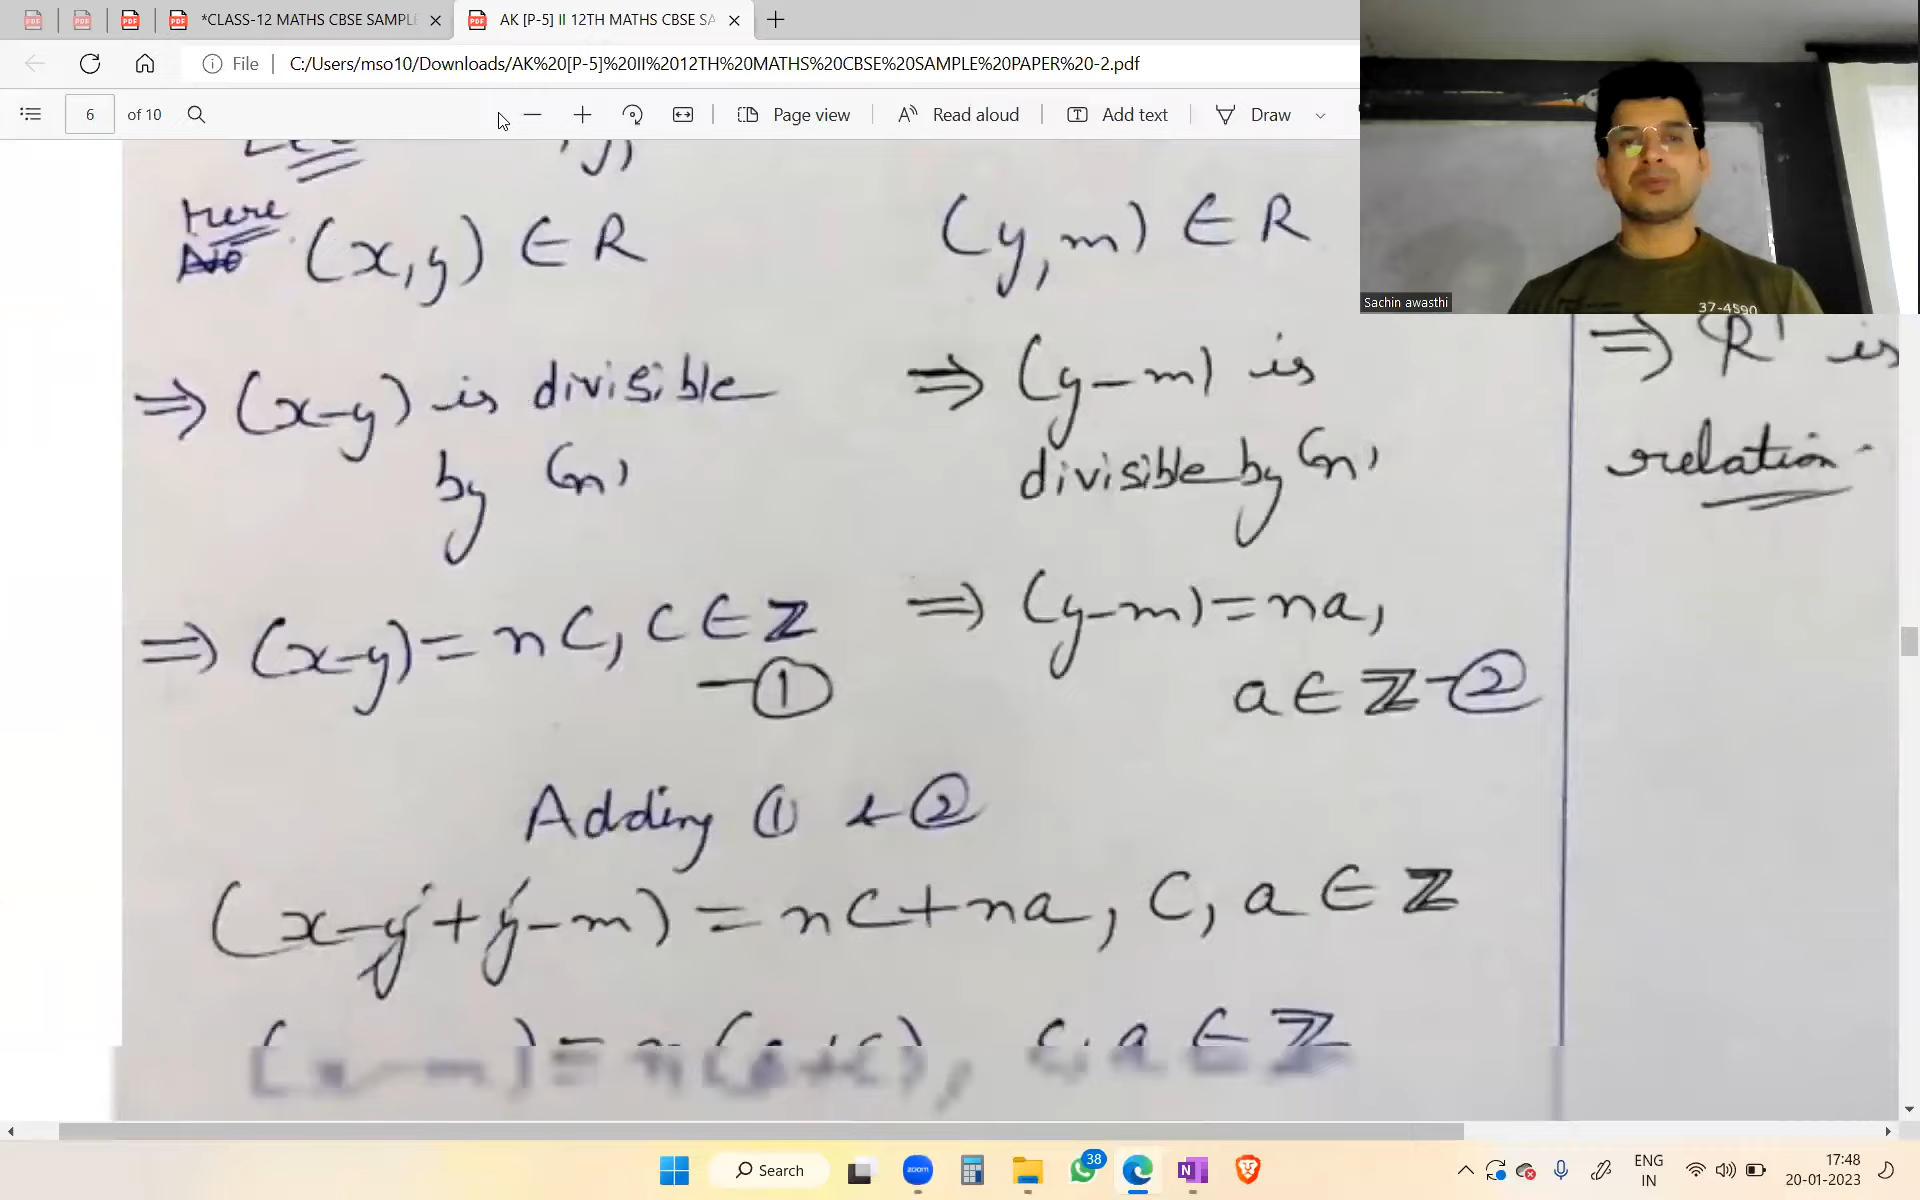 *CLASS-12 MATHS CBSE SAMPL
AK [P-5] II 12TH MATHS CBSE SA
File
C:/Users/mso10/Downloads/AK%20[P-5]%20II%2012TH%20MATHS%20CBSE%20SAMPLE%20PAPER%20-2.pdf
6 of 10
Page view
Read aloud
Add text
Draw
Sachin awasthi
37-4590
Here
(x,y) ∈ R
(y,m) ∈ R
⇒ (x-y) is divisible
by (n)
⇒ (y-m) is
divisible by (n)
⇒ (x-y) = nc, c ∈ ℤ
-①
⇒ (y-m) = na,
a ∈ ℤ -②
Adding ① & ②
(x-y+y-m) = nc+na, c, a ∈ ℤ
(x-m) = n(a+c), c, a ∈ ℤ
⇒ R is
relation.
Search
zoom
38
ENG
IN
17:48
20-01-2023